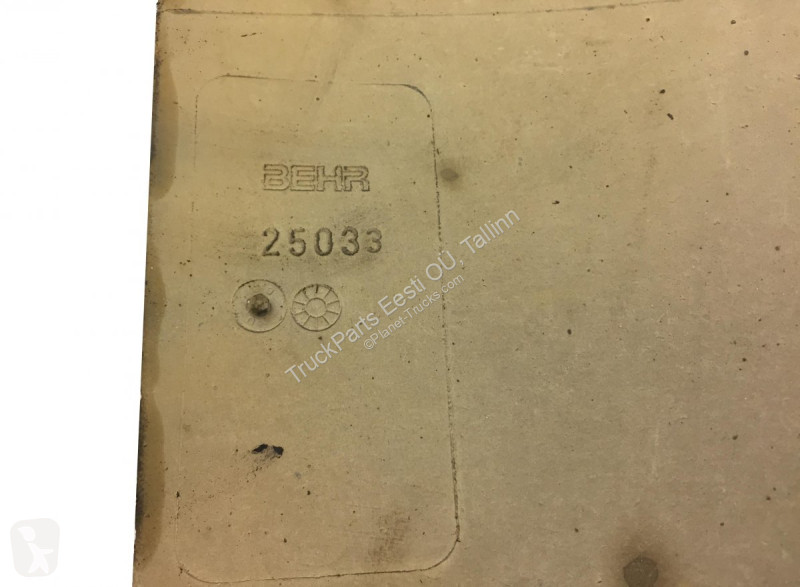 BEHR
25033
TruckParts Eesti OÜ, Tallinn
©Planet-Trucks.com